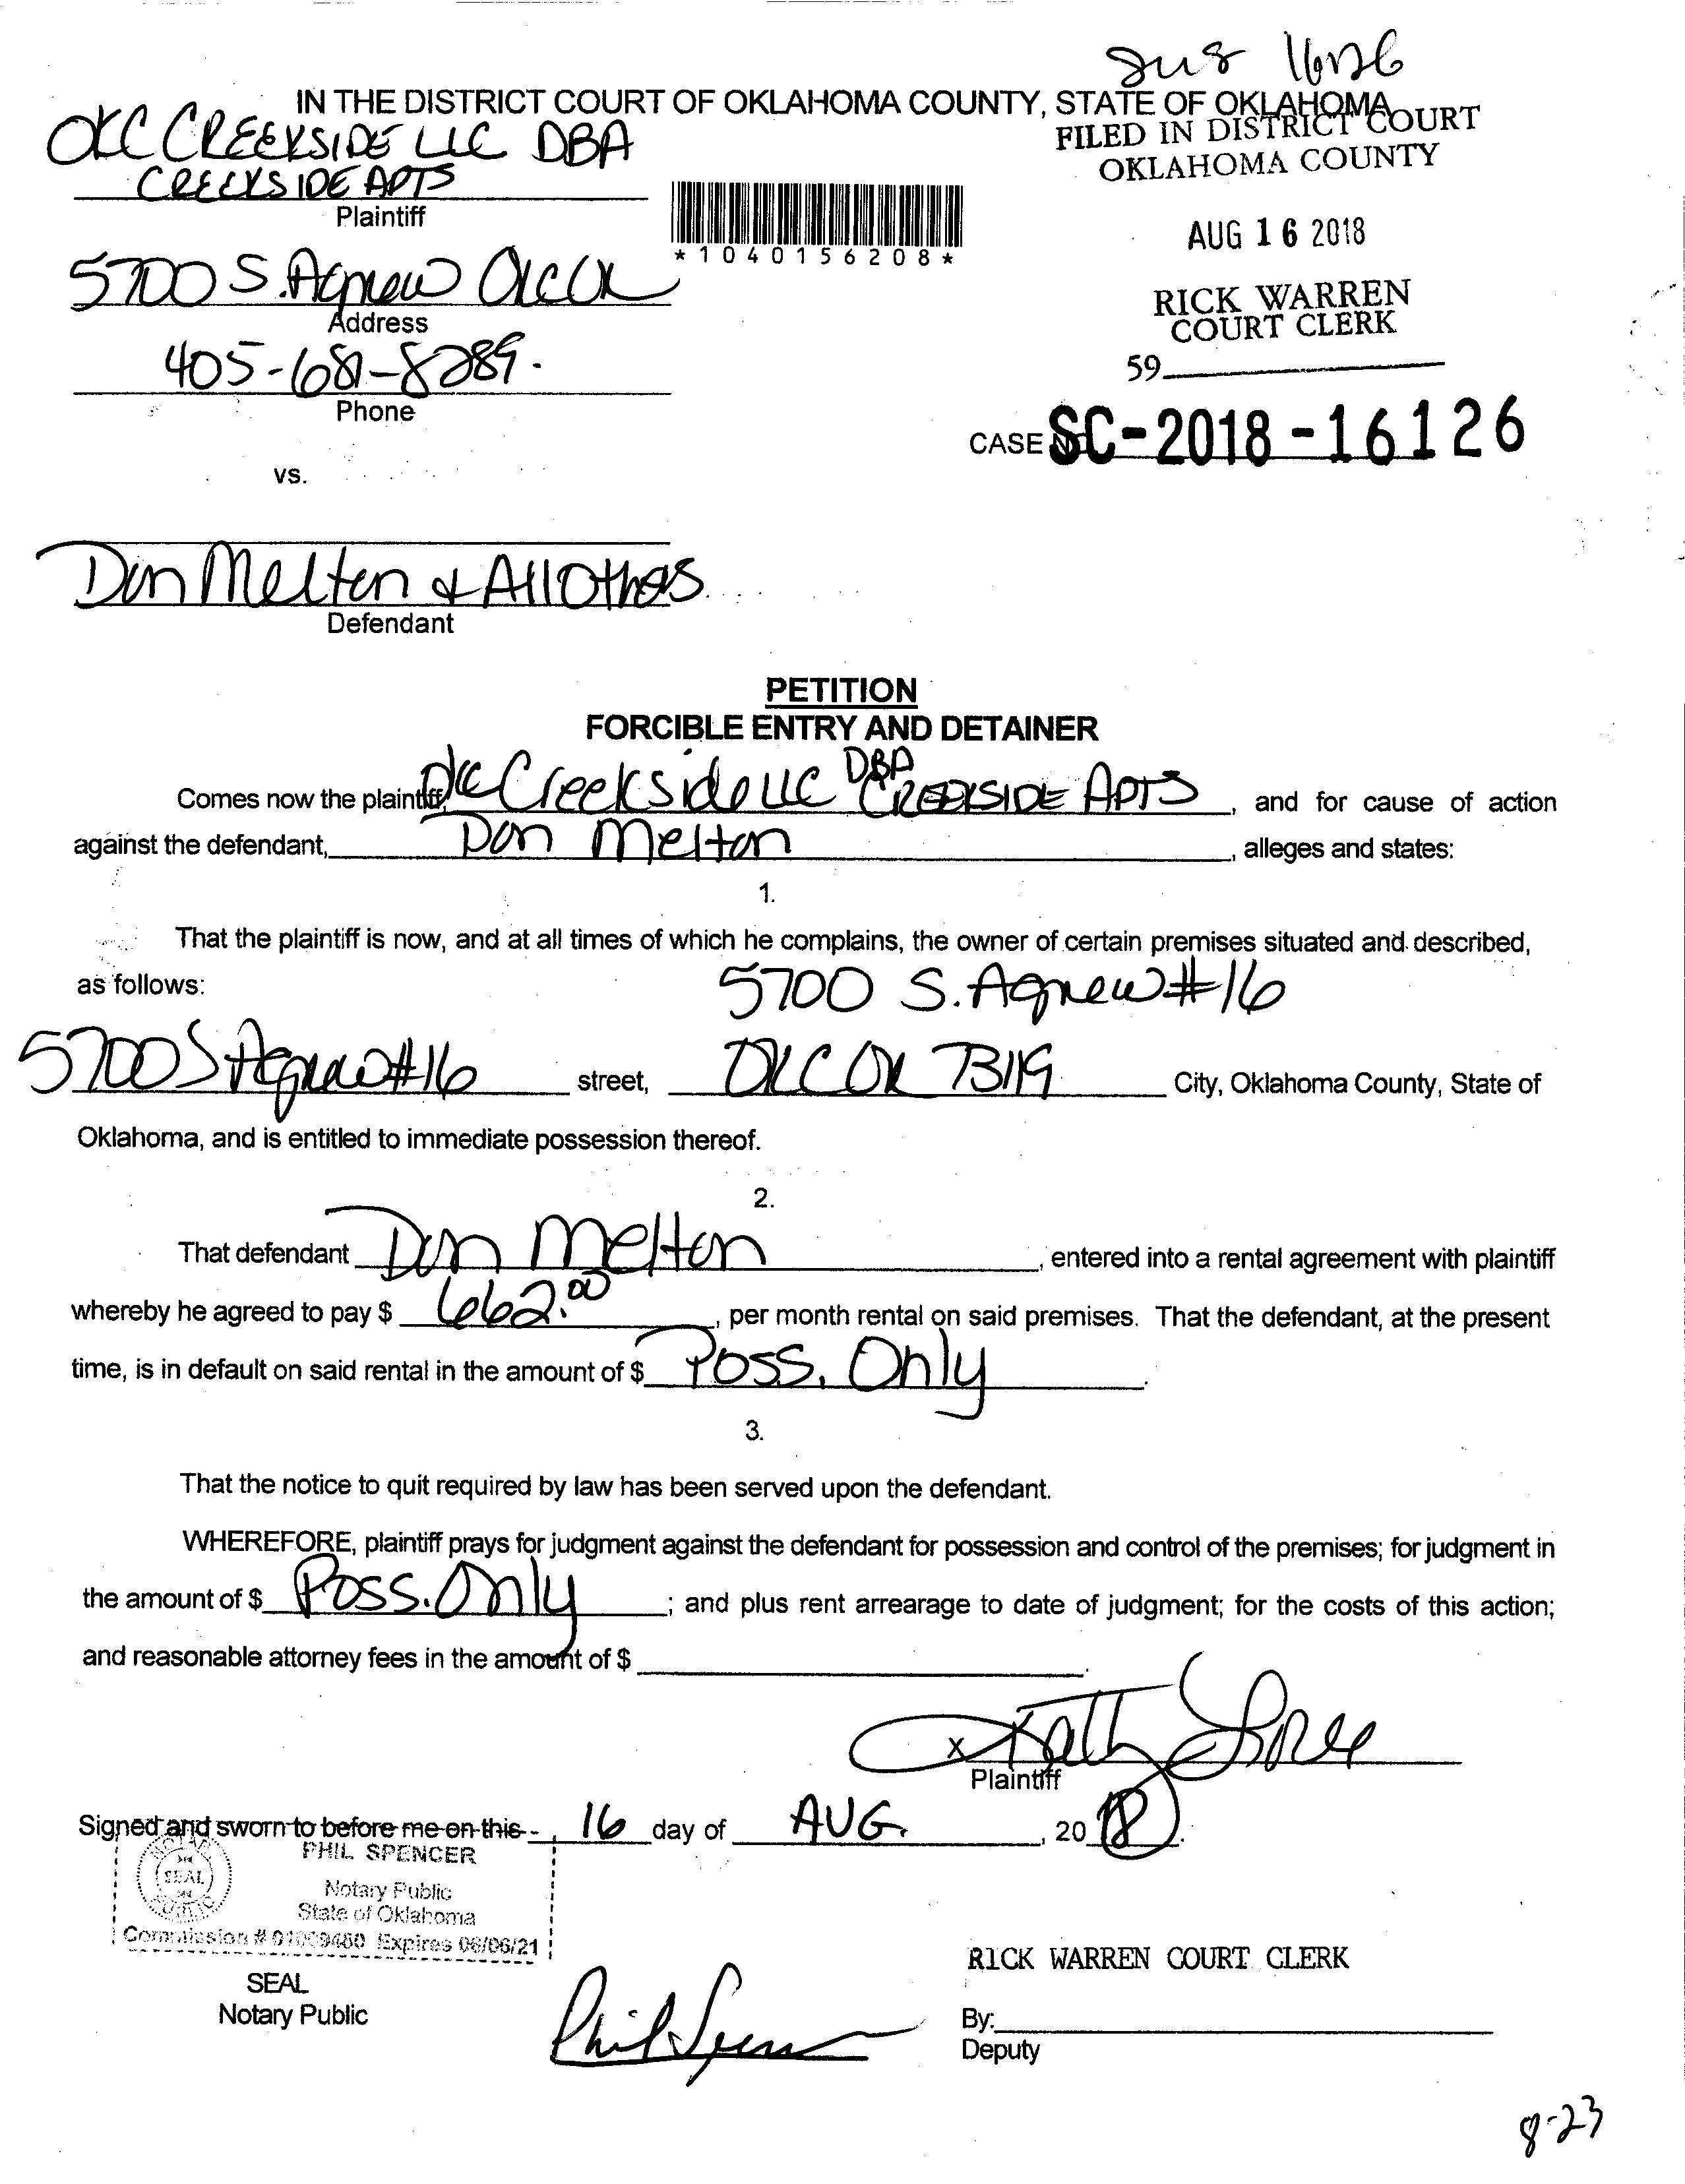 16126
IN THE DISTRICT COURT OF OKLAHOMA COUNTY, STATE OF OKLAHOMA
OKC CREEKSIDE LLC DBA
CREEKSIDE APTS
Plaintiff
FILED IN DISTRICT COURT
OKLAHOMA COUNTY
*1040156208*
AUG 16 2018
5700 S. Agnew OKC OK
Address
RICK WARREN
COURT CLERK
405-681-8289.
Phone
59
CASE NO. SC-2018-16126
vs.
Don Melton & All Others
Defendant
PETITION
FORCIBLE ENTRY AND DETAINER
Comes now the plaintiff, OKC Creekside LLC DBA CREEKSIDE APTS, and for cause of action
against the defendant, Don Melton, alleges and states:
1.
That the plaintiff is now, and at all times of which he complains, the owner of certain premises situated and described,
as follows: 5700 S. Agnew #16
5700 S Agnew #16 street, OKC OK 73119 City, Oklahoma County, State of
Oklahoma, and is entitled to immediate possession thereof.
2.
That defendant Don Melton, entered into a rental agreement with plaintiff
whereby he agreed to pay $ 662.00, per month rental on said premises. That the defendant, at the present
time, is in default on said rental in the amount of $ Poss. Only.
3.
That the notice to quit required by law has been served upon the defendant.
WHEREFORE, plaintiff prays for judgment against the defendant for possession and control of the premises; for judgment in
the amount of $ Poss. Only; and plus rent arrearage to date of judgment; for the costs of this action;
and reasonable attorney fees in the amount of $
x
Plaintiff
Signed and sworn to before me on this 16 day of AUG., 2018.
PHIL SPENCER
SEAL
Notary Public
State of Oklahoma
Commission # 01009460 Expires 06/06/21
SEAL
Notary Public
Phil Spencer
RICK WARREN COURT CLERK
By:
Deputy
8-23